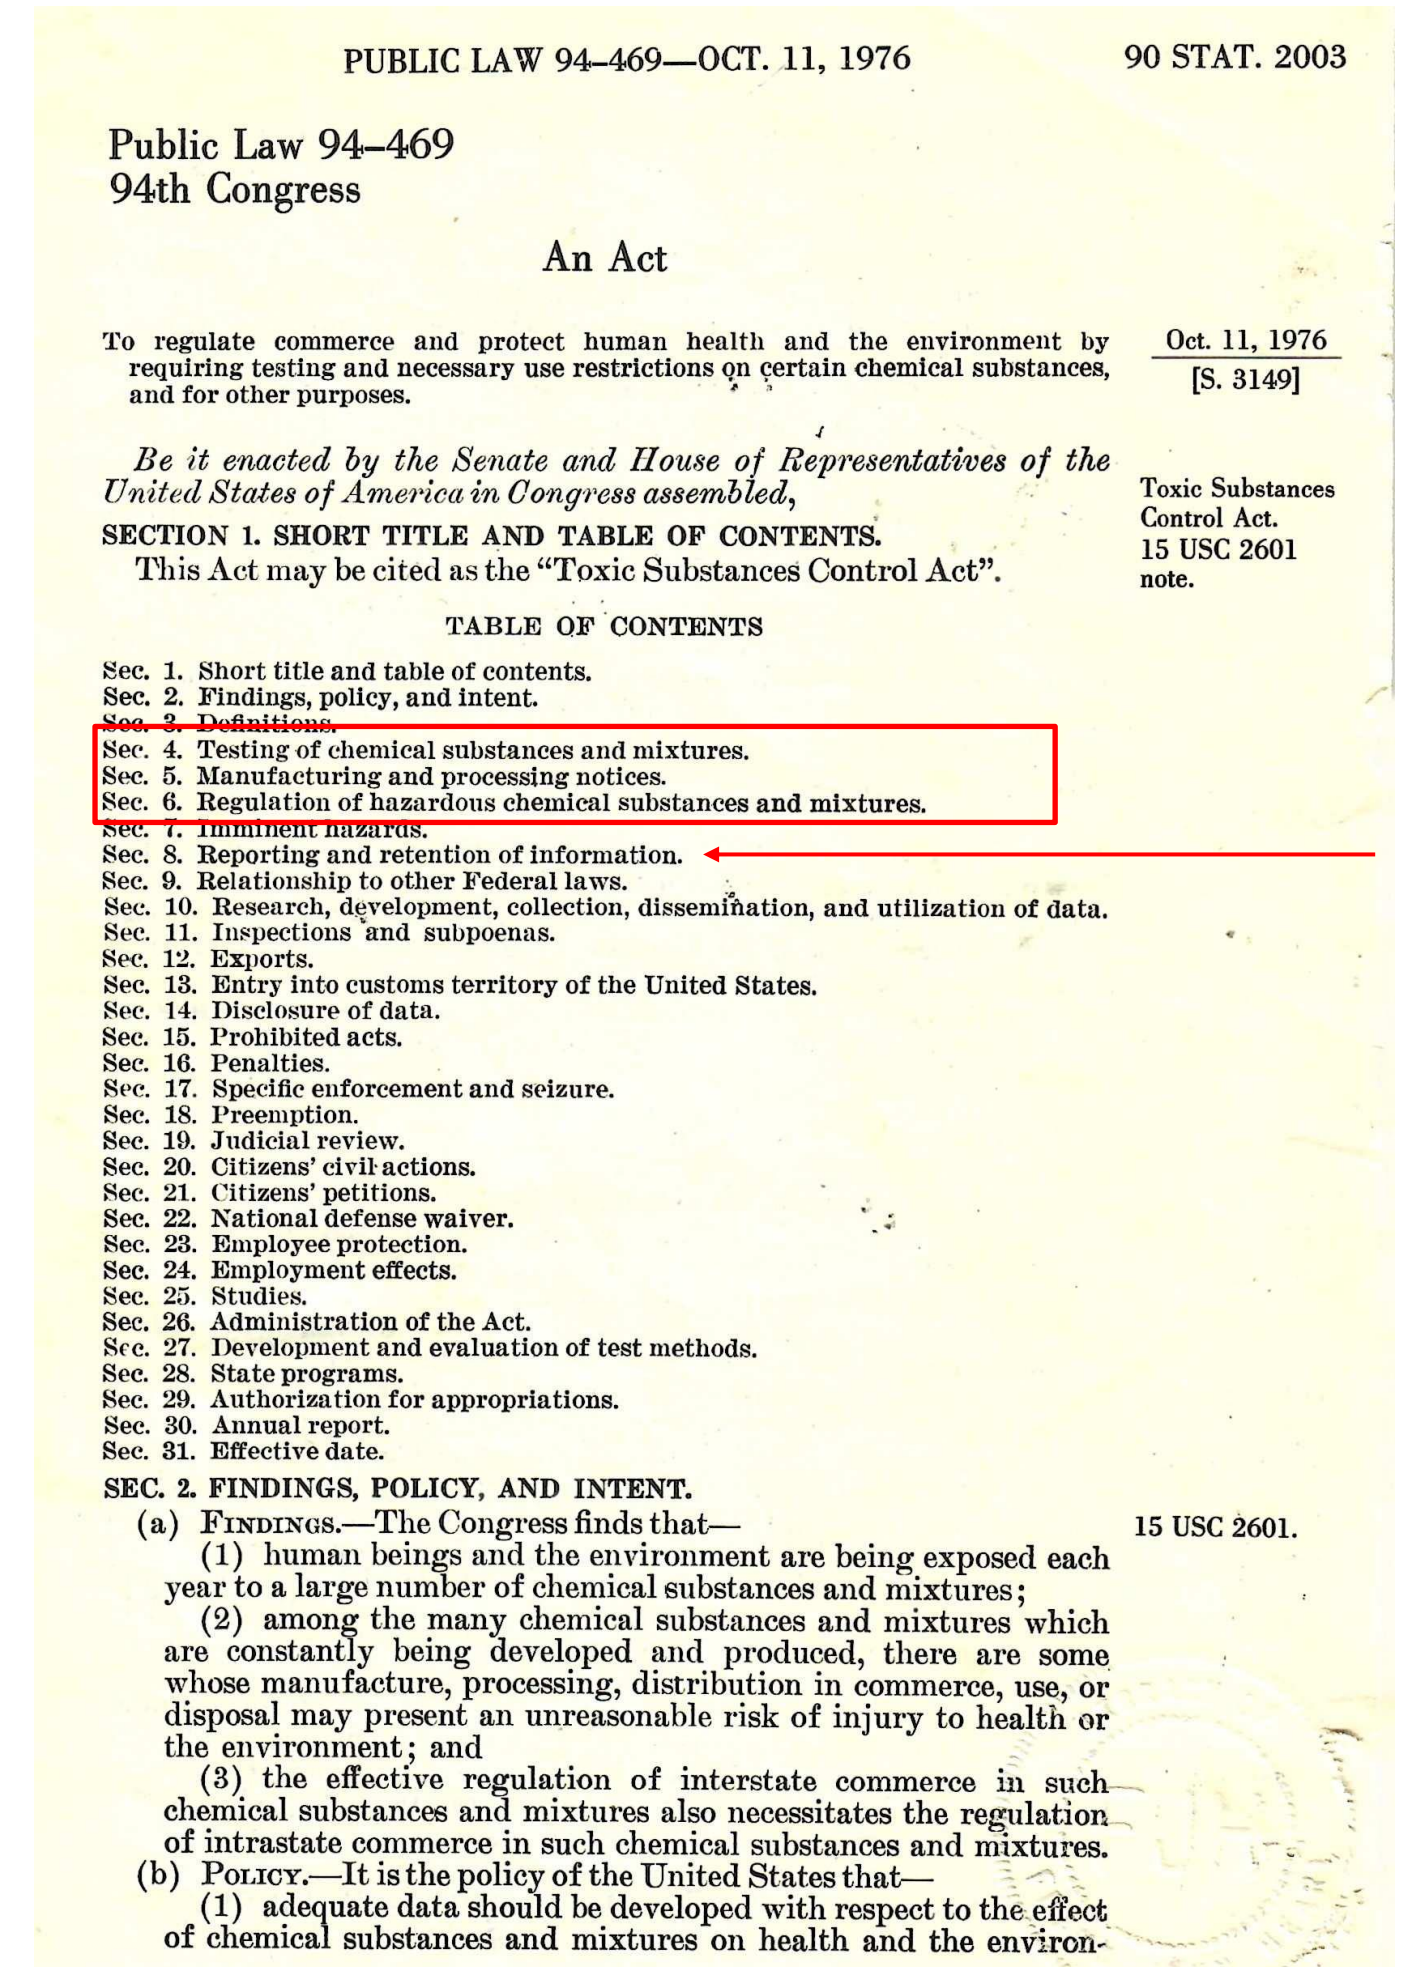 PUBLIC LAW 94–469—OCT. 11, 1976
90 STAT. 2003
Public Law 94–469
94th Congress
An Act
To regulate commerce and protect human health and the environment by
requiring testing and necessary use restrictions on certain chemical substances,
and for other purposes.
Oct. 11, 1976
[S. 3149]
Be it enacted by the Senate and House of Representatives of the
United States of America in Congress assembled,
SECTION 1. SHORT TITLE AND TABLE OF CONTENTS.
This Act may be cited as the “Toxic Substances Control Act”.
Toxic Substances
Control Act.
15 USC 2601
note.
TABLE OF CONTENTS
Sec. 1. Short title and table of contents.
Sec. 2. Findings, policy, and intent.
Sec. 3. Definitions.
Sec. 4. Testing of chemical substances and mixtures.
Sec. 5. Manufacturing and processing notices.
Sec. 6. Regulation of hazardous chemical substances and mixtures.
Sec. 7. Imminent hazards.
Sec. 8. Reporting and retention of information.
Sec. 9. Relationship to other Federal laws.
Sec. 10. Research, development, collection, dissemination, and utilization of data.
Sec. 11. Inspections and subpoenas.
Sec. 12. Exports.
Sec. 13. Entry into customs territory of the United States.
Sec. 14. Disclosure of data.
Sec. 15. Prohibited acts.
Sec. 16. Penalties.
Sec. 17. Specific enforcement and seizure.
Sec. 18. Preemption.
Sec. 19. Judicial review.
Sec. 20. Citizens’ civil actions.
Sec. 21. Citizens’ petitions.
Sec. 22. National defense waiver.
Sec. 23. Employee protection.
Sec. 24. Employment effects.
Sec. 25. Studies.
Sec. 26. Administration of the Act.
Sec. 27. Development and evaluation of test methods.
Sec. 28. State programs.
Sec. 29. Authorization for appropriations.
Sec. 30. Annual report.
Sec. 31. Effective date.
SEC. 2. FINDINGS, POLICY, AND INTENT.
(a) FINDINGS.—The Congress finds that—
15 USC 2601.
(1) human beings and the environment are being exposed each
year to a large number of chemical substances and mixtures;
(2) among the many chemical substances and mixtures which
are constantly being developed and produced, there are some
whose manufacture, processing, distribution in commerce, use, or
disposal may present an unreasonable risk of injury to health or
the environment; and
(3) the effective regulation of interstate commerce in such
chemical substances and mixtures also necessitates the regulation
of intrastate commerce in such chemical substances and mixtures.
(b) POLICY.—It is the policy of the United States that—
(1) adequate data should be developed with respect to the effect
of chemical substances and mixtures on health and the environ-